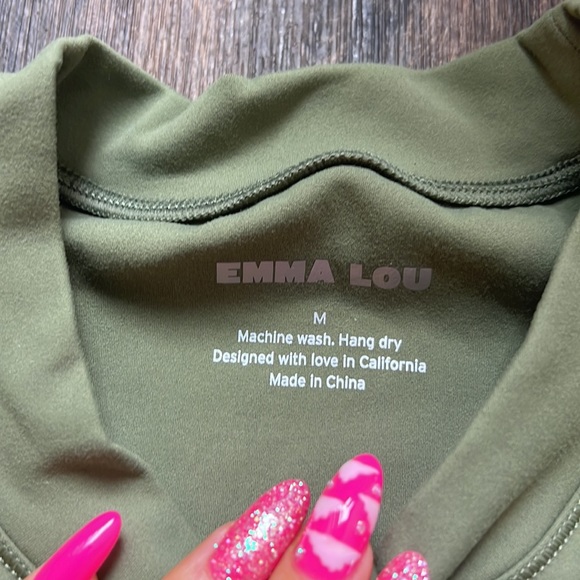 EMMA LOU
M
Machine wash. Hang dry
Designed with love in California
Made in China